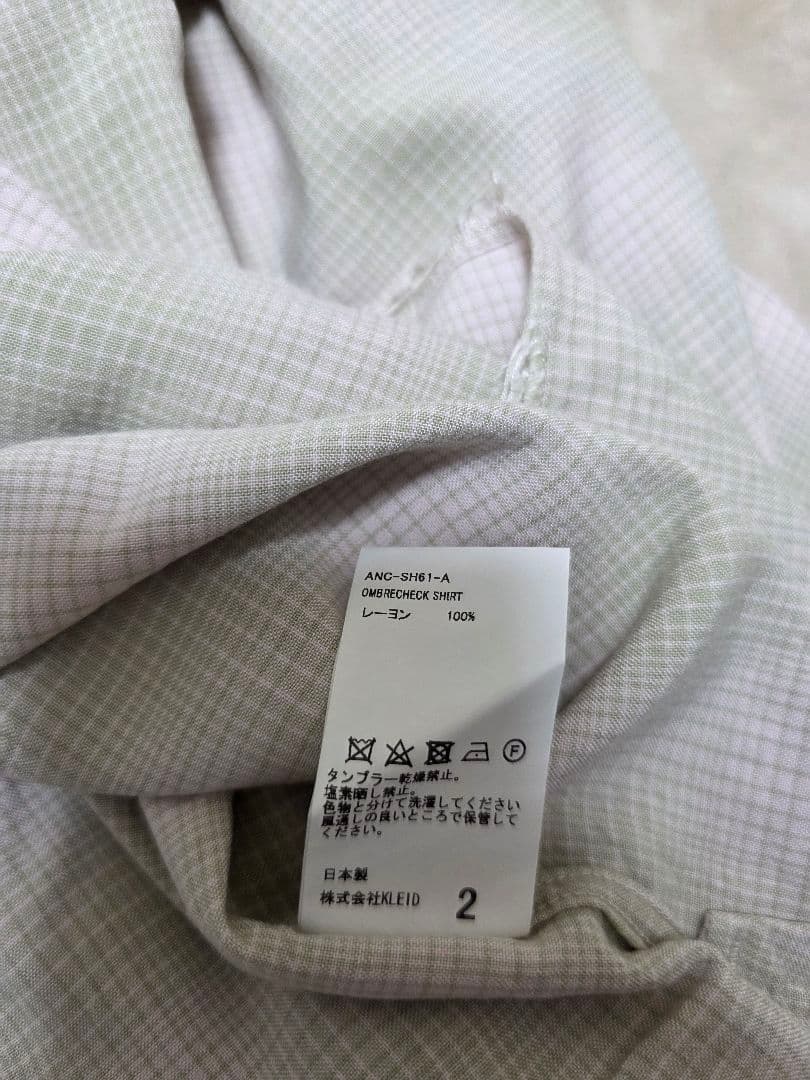 ANC-SH61-A
OMBRECHECK SHIRT
レーヨン 100%
F
タンブラー乾燥禁止。
塩素晒し禁止。
色物と分けて洗濯してください
風通しの良いところで保管して
ください。
日本製
株式会社KLEID 2